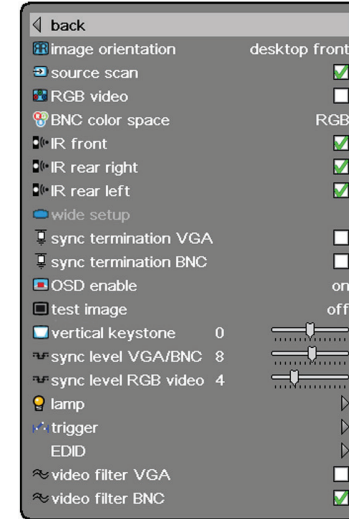 back
image orientation desktop front
source scan
RGB video
BNC color space RGB
IR front
IR rear right
IR rear left
wide setup
sync termination VGA
sync termination BNC
OSD enable on
test image off
vertical keystone 0
sync level VGA/BNC 8
sync level RGB video 4
lamp
trigger
EDID
video filter VGA
video filter BNC